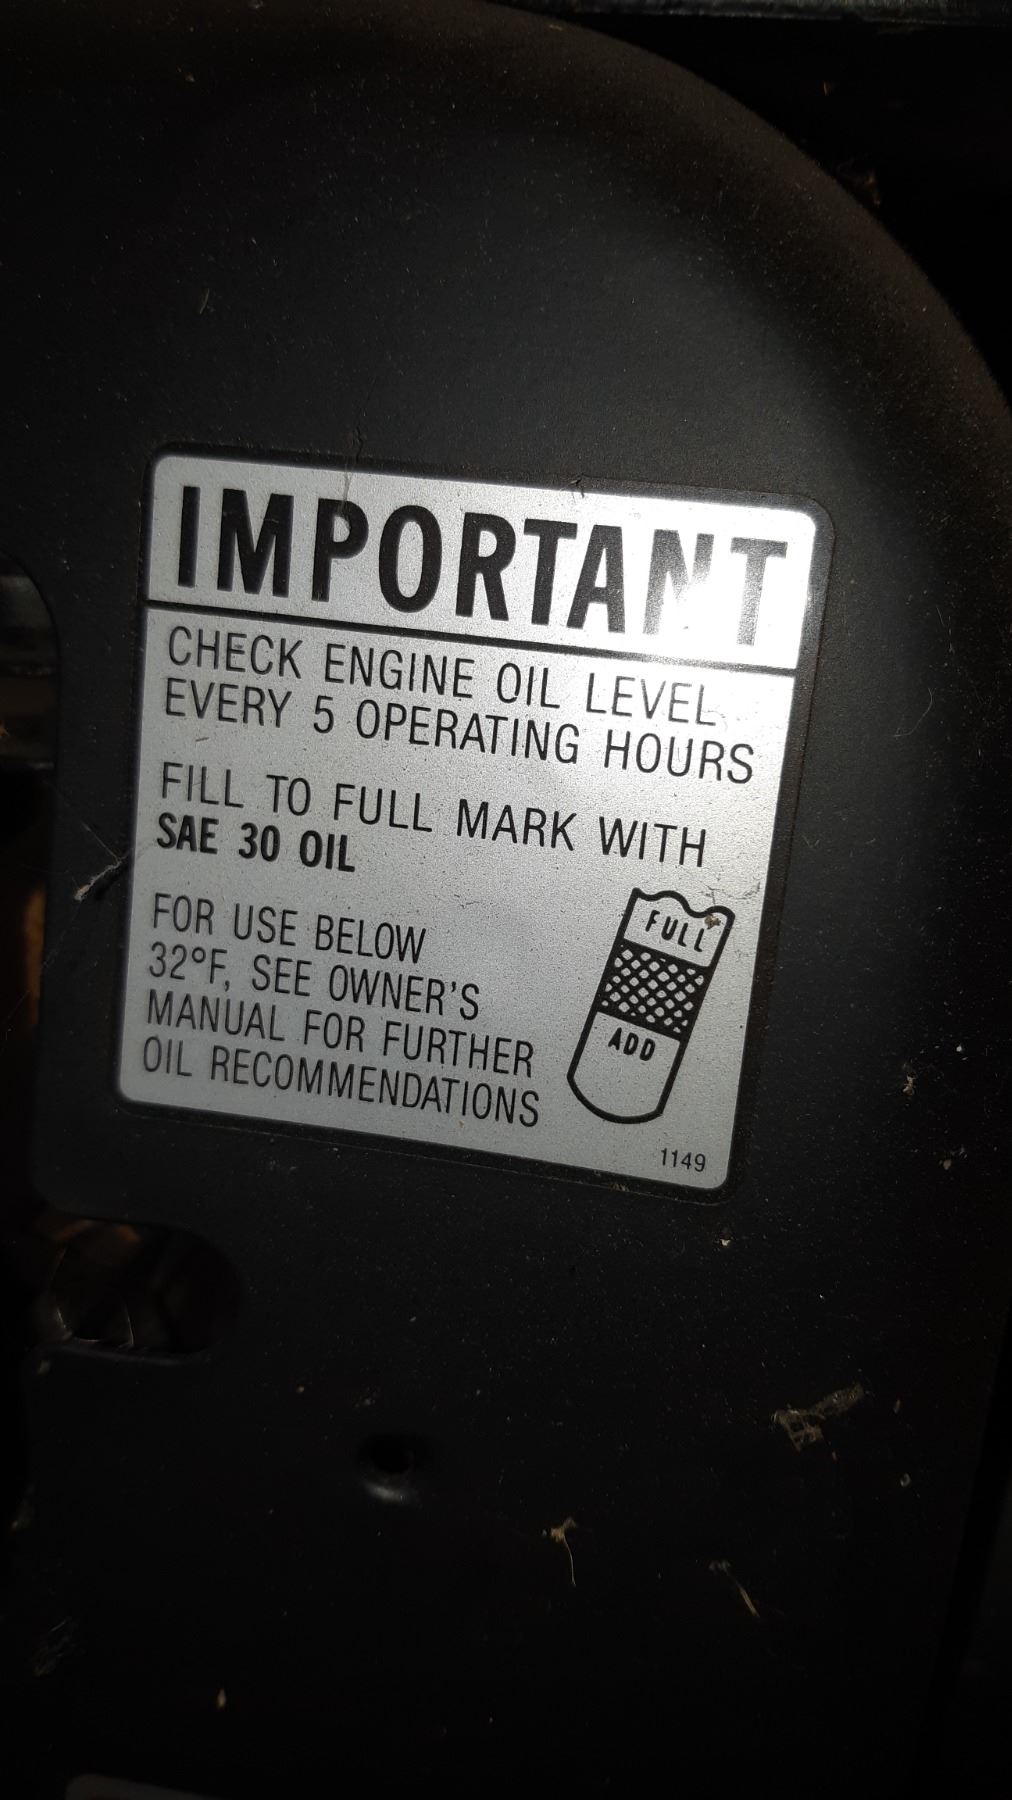 IMPORTANT
CHECK ENGINE OIL LEVEL
EVERY 5 OPERATING HOURS
FILL TO FULL MARK WITH
SAE 30 OIL
FOR USE BELOW
32°F, SEE OWNER'S
MANUAL FOR FURTHER
OIL RECOMMENDATIONS
FULL
ADD
1149